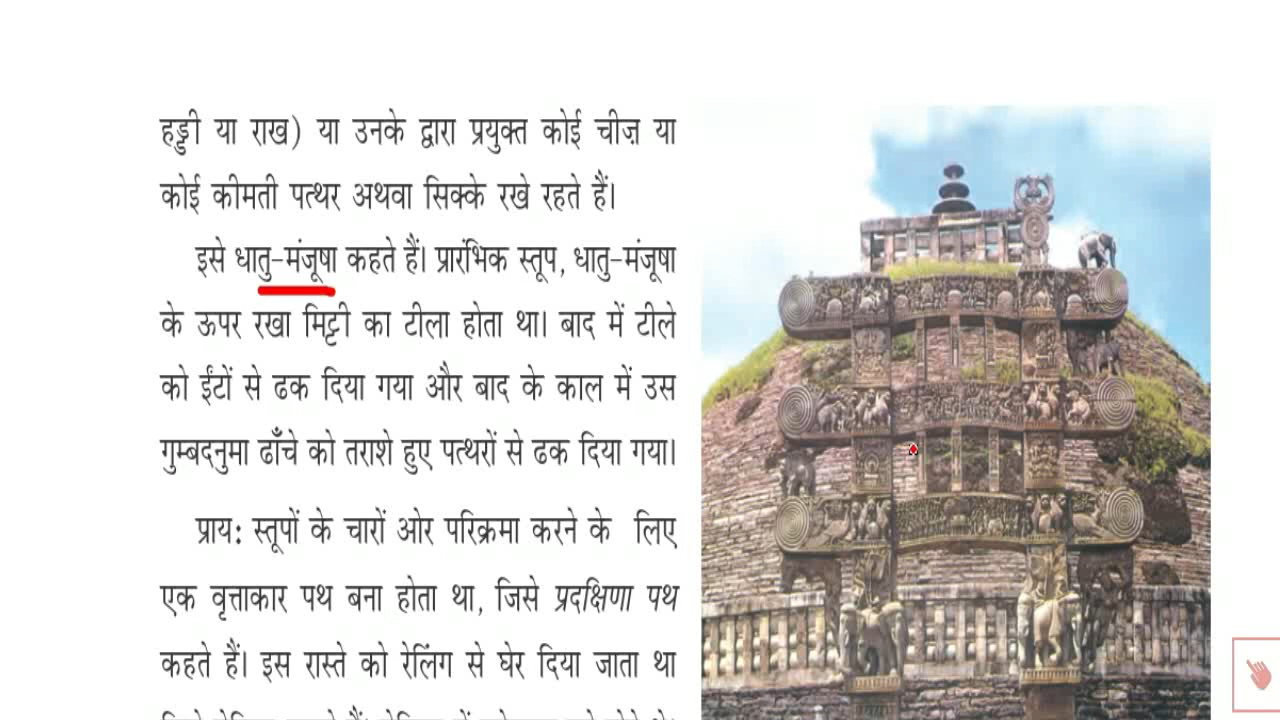 हड्डी या राख) या उनके द्वारा प्रयुक्त कोई चीज़ या
कोई कीमती पत्थर अथवा सिक्के रखे रहते हैं।
इसे धातु-मंजूषा कहते हैं। प्रारंभिक स्तूप, धातु-मंजूषा
के ऊपर रखा मिट्टी का टीला होता था। बाद में टीले
को ईंटों से ढक दिया गया और बाद के काल में उस
गुम्बदनुमा ढाँचे को तराशे हुए पत्थरों से ढक दिया गया।
प्रायः स्तूपों के चारों ओर परिक्रमा करने के लिए
एक वृत्ताकार पथ बना होता था, जिसे प्रदक्षिणा पथ
कहते हैं। इस रास्ते को रेलिंग से घेर दिया जाता था